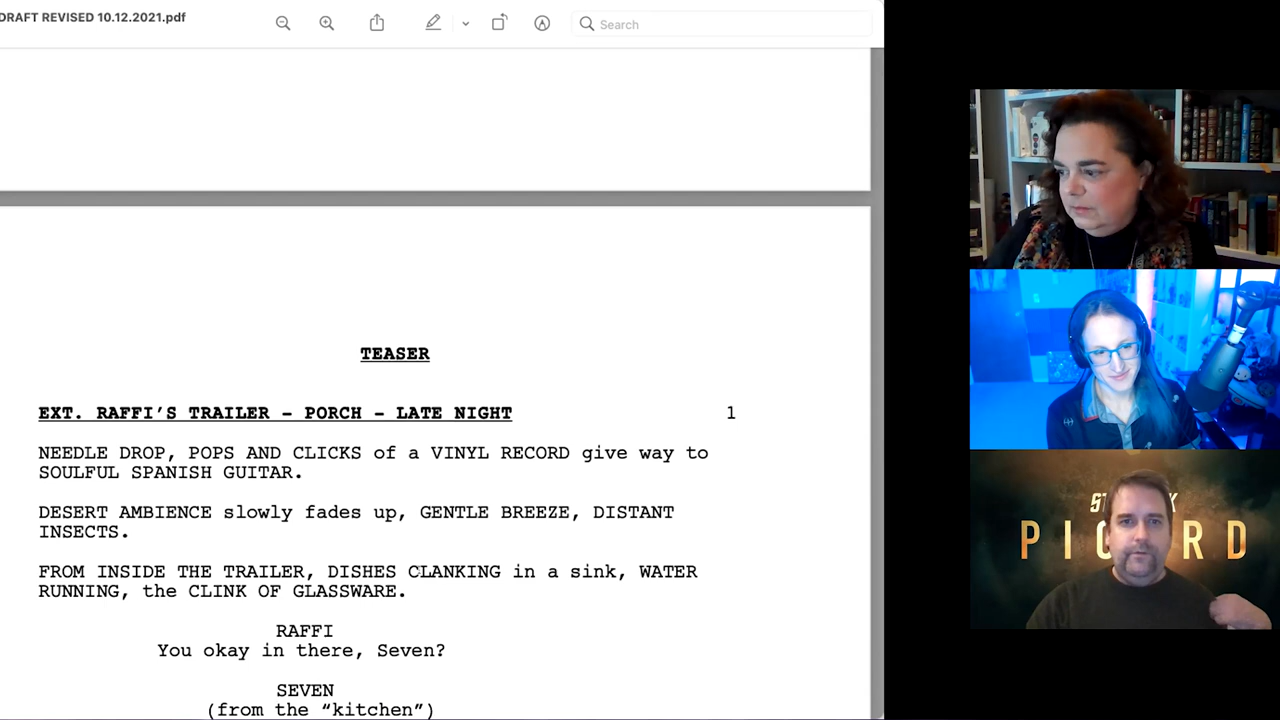 DRAFT REVISED 10.12.2021.pdf
Search
TEASER
EXT. RAFFI’S TRAILER – PORCH – LATE NIGHT 1
NEEDLE DROP, POPS AND CLICKS of a VINYL RECORD give way to
SOULFUL SPANISH GUITAR.
DESERT AMBIENCE slowly fades up, GENTLE BREEZE, DISTANT
INSECTS.
FROM INSIDE THE TRAILER, DISHES CLANKING in a sink, WATER
RUNNING, the CLINK OF GLASSWARE.
RAFFI
You okay in there, Seven?
SEVEN
(from the “kitchen”)